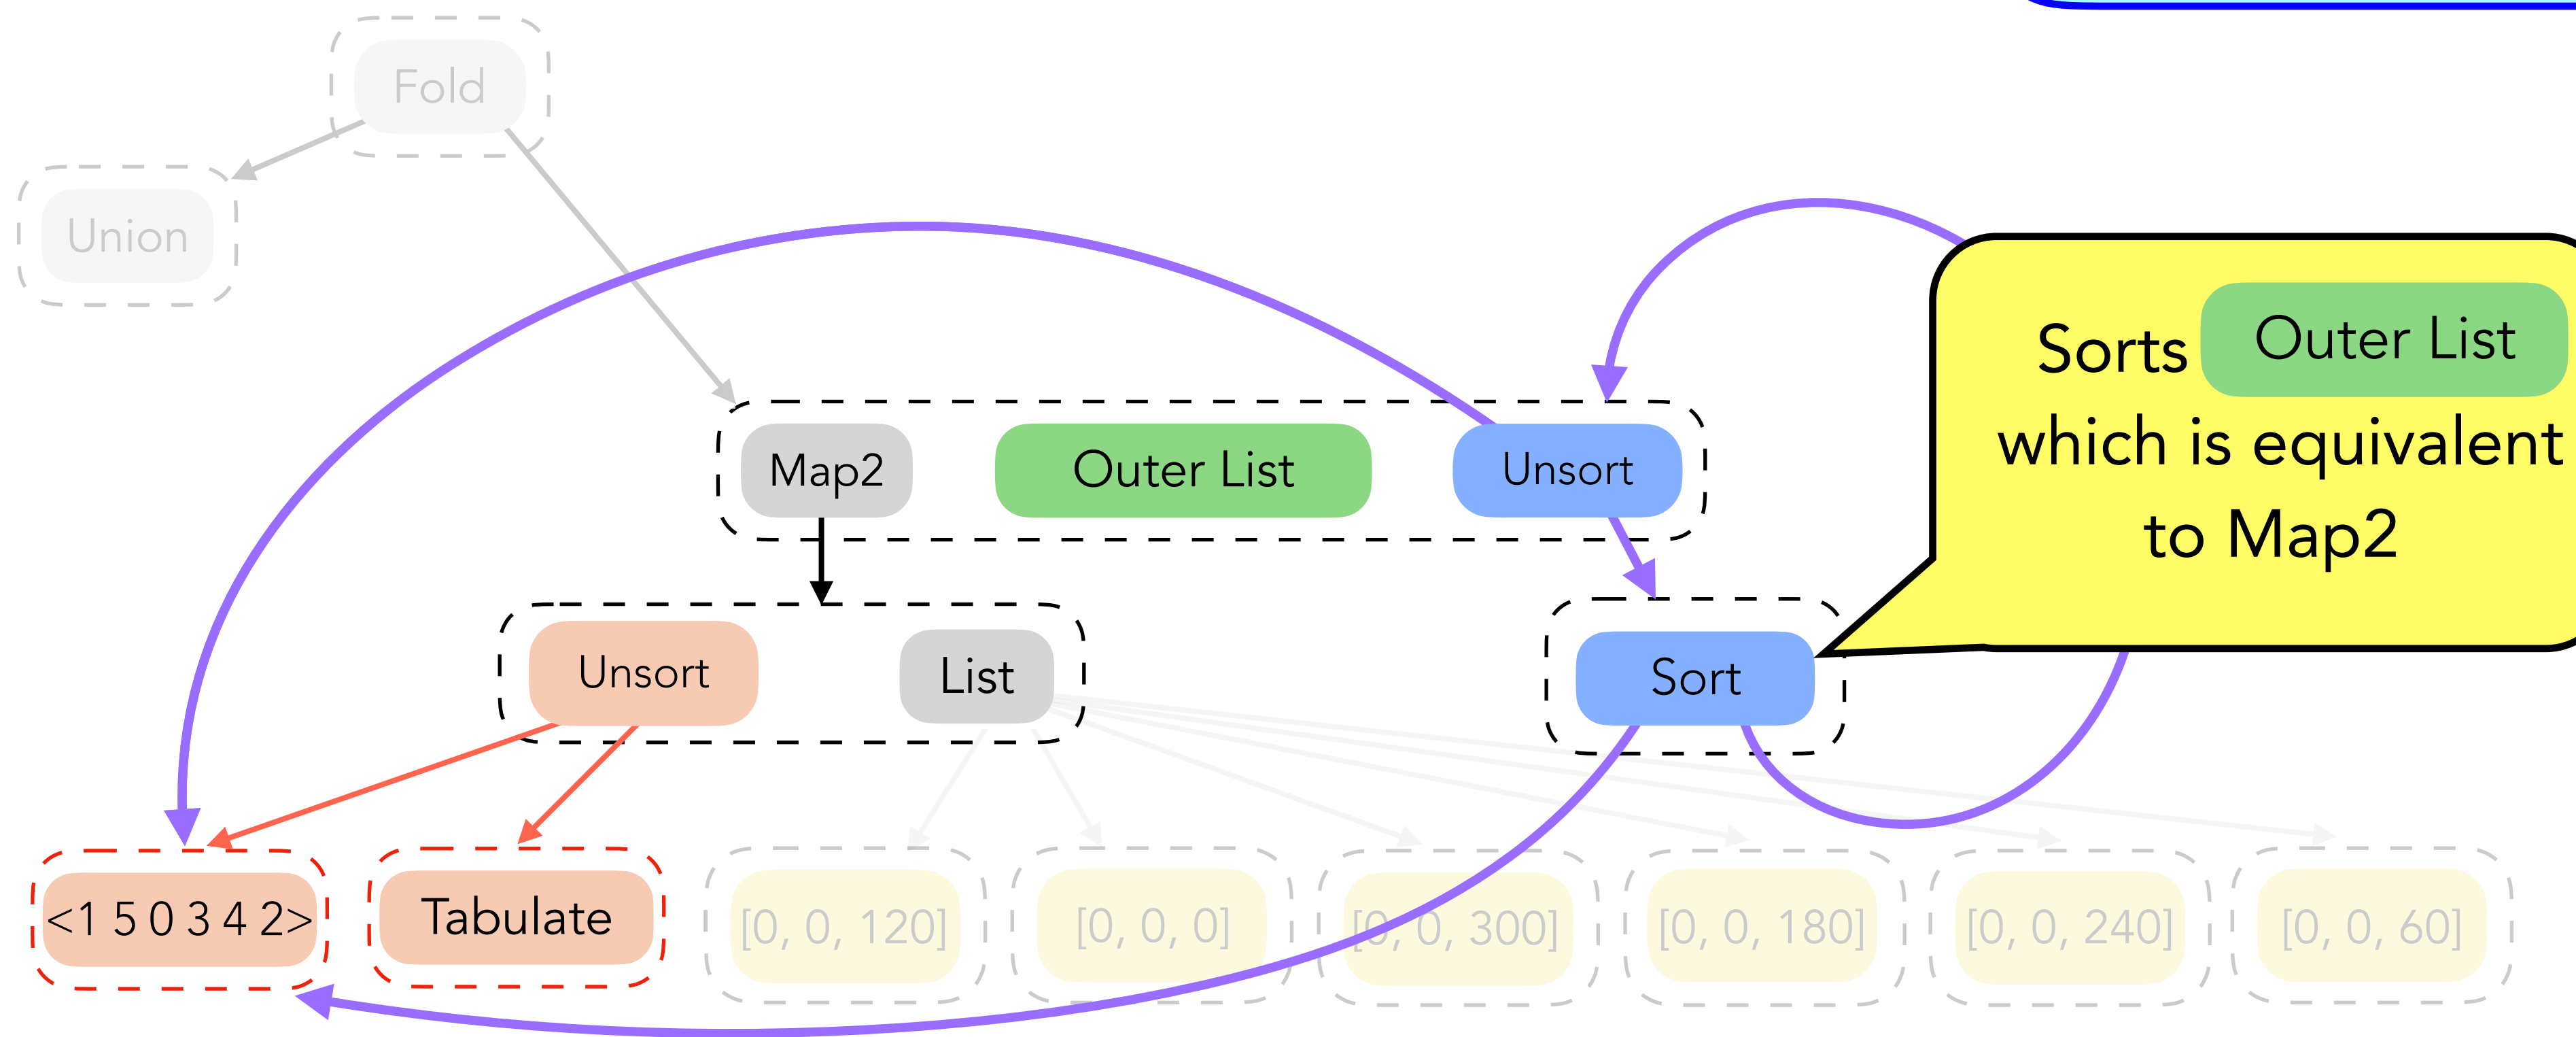 Fold
Union
Sorts Outer List
which is equivalent
to Map2
Map2 Outer List Unsort
Unsort List Sort
<1 5 0 3 4 2> Tabulate [0, 0, 120] [0, 0, 0] [0, 0, 300] [0, 0, 180] [0, 0, 240] [0, 0, 60]